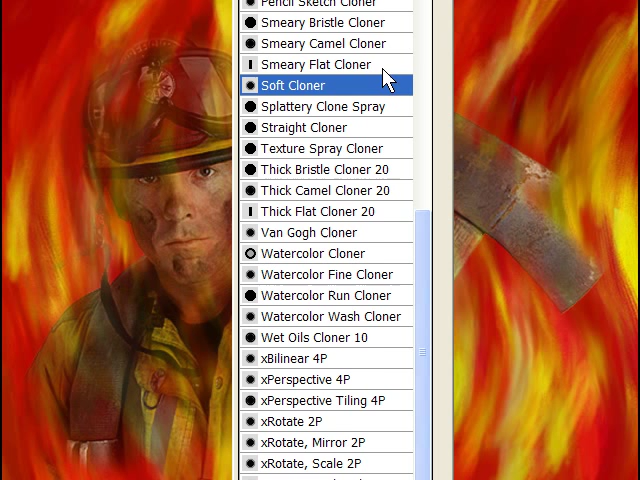 Pencil Sketch Cloner
Smeary Bristle Cloner
Smeary Camel Cloner
Smeary Flat Cloner
Soft Cloner
Splattery Clone Spray
Straight Cloner
Texture Spray Cloner
Thick Bristle Cloner 20
Thick Camel Cloner 20
Thick Flat Cloner 20
Van Gogh Cloner
Watercolor Cloner
Watercolor Fine Cloner
Watercolor Run Cloner
Watercolor Wash Cloner
Wet Oils Cloner 10
xBilinear 4P
xPerspective 4P
xPerspective Tiling 4P
xRotate 2P
xRotate, Mirror 2P
xRotate, Scale 2P